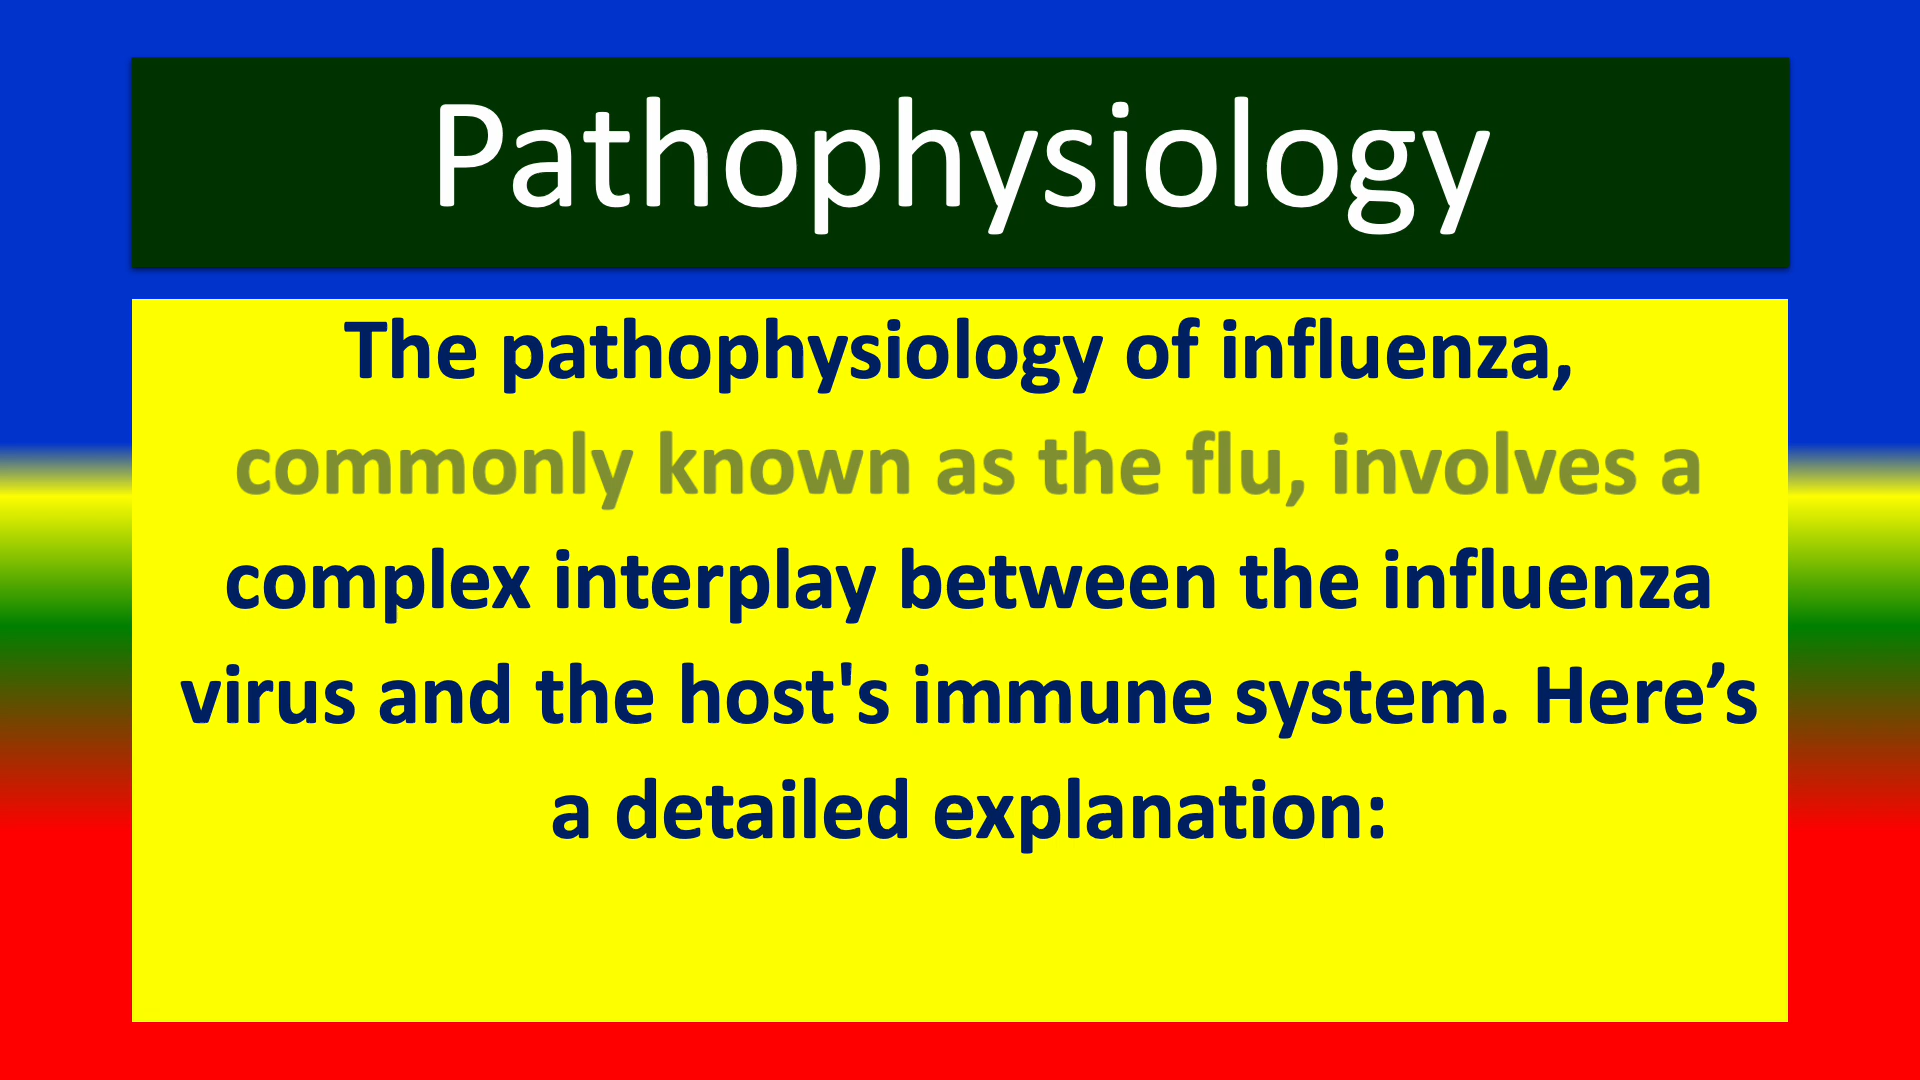 Pathophysiology
The pathophysiology of influenza,
commonly known as the flu, involves a
complex interplay between the influenza
virus and the host's immune system. Here’s
a detailed explanation: